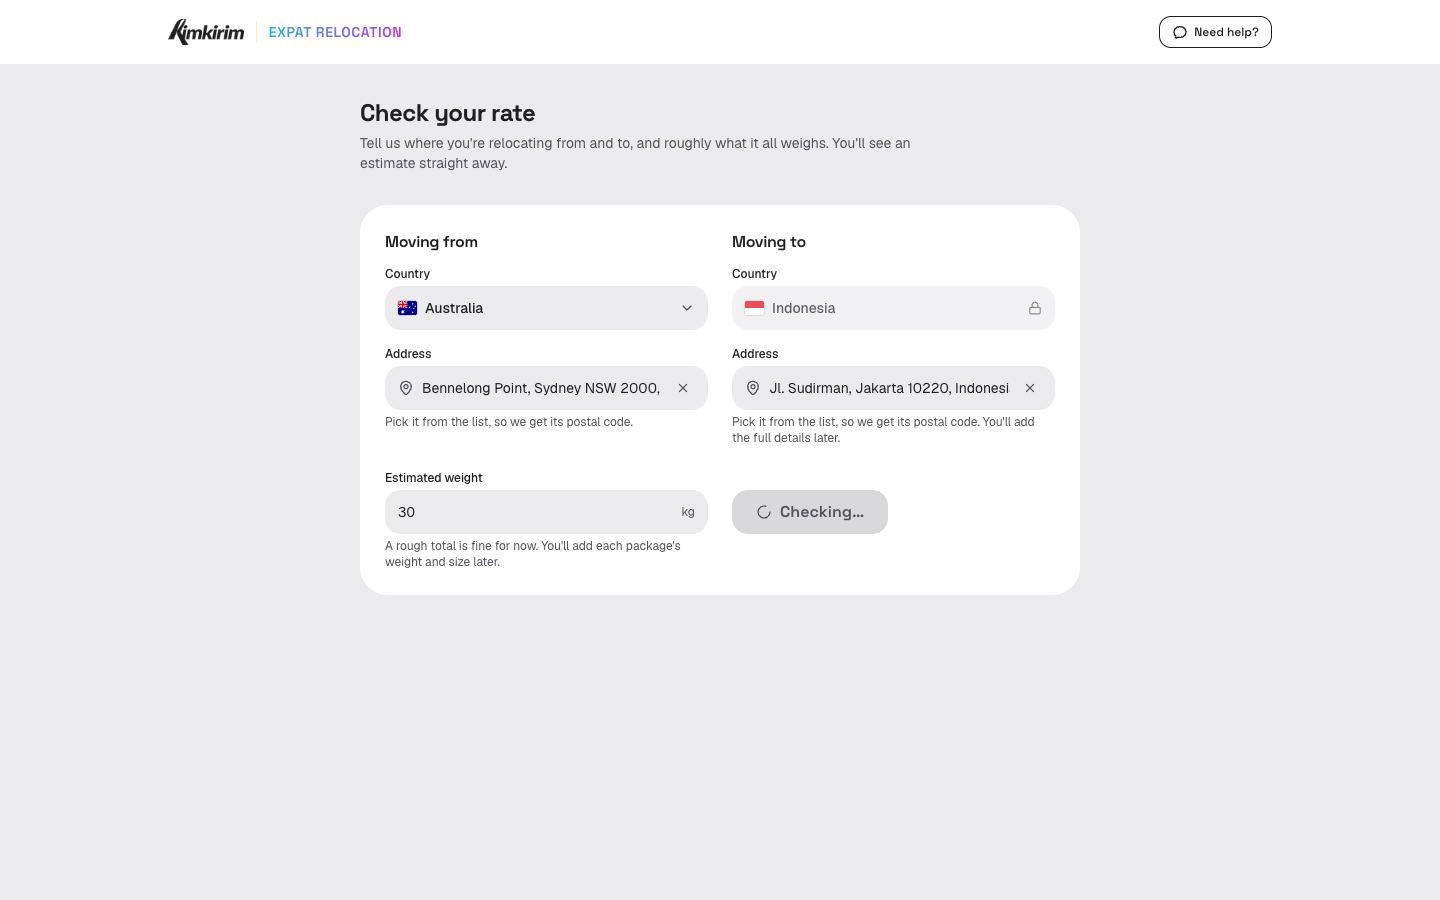 Kimkirim
EXPAT RELOCATION
Need help?
Check your rate
Tell us where you're relocating from and to, and roughly what it all weighs. You'll see an
estimate straight away.
Moving from
Country
Australia
Address
Bennelong Point, Sydney NSW 2000,
Pick it from the list, so we get its postal code.
Moving to
Country
Indonesia
Address
Jl. Sudirman, Jakarta 10220, Indonesi
Pick it from the list, so we get its postal code. You'll add
the full details later.
Estimated weight
30 kg
A rough total is fine for now. You'll add each package's
weight and size later.
Checking...